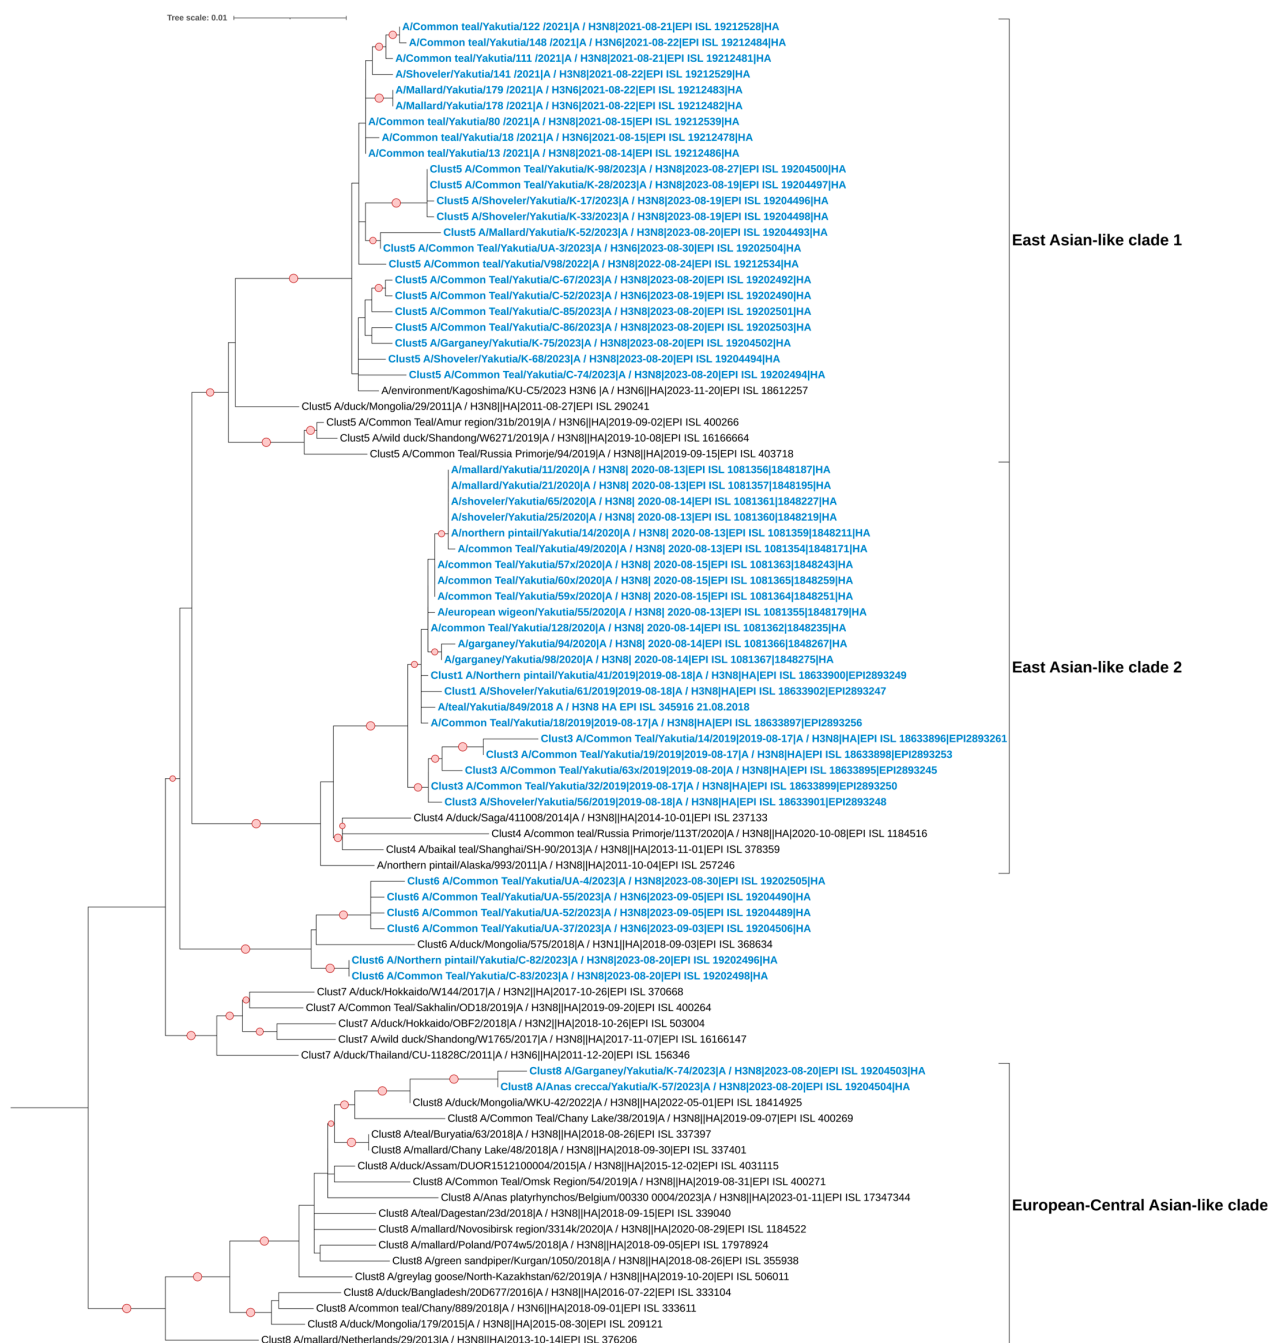 Tree scale: 0.01
A/Common teal/Yakutia/122 /2021|A / H3N8|2021-08-21|EPI ISL 19212528|HA
A/Common teal/Yakutia/148 /2021|A / H3N6|2021-08-22|EPI ISL 19212484|HA
A/Common teal/Yakutia/111 /2021|A / H3N8|2021-08-21|EPI ISL 19212481|HA
A/Shoveler/Yakutia/141 /2021|A / H3N8|2021-08-22|EPI ISL 19212529|HA
A/Mallard/Yakutia/179 /2021|A / H3N6|2021-08-22|EPI ISL 19212483|HA
A/Mallard/Yakutia/178 /2021|A / H3N6|2021-08-22|EPI ISL 19212482|HA
A/Common teal/Yakutia/80 /2021|A / H3N8|2021-08-15|EPI ISL 19212539|HA
A/Common teal/Yakutia/18 /2021|A / H3N6|2021-08-15|EPI ISL 19212478|HA
A/Common teal/Yakutia/13 /2021|A / H3N8|2021-08-14|EPI ISL 19212486|HA
Clust5 A/Common Teal/Yakutia/K-98/2023|A / H3N8|2023-08-27|EPI ISL 19204500|HA
Clust5 A/Common Teal/Yakutia/K-28/2023|A / H3N8|2023-08-19|EPI ISL 19204497|HA
Clust5 A/Shoveler/Yakutia/K-17/2023|A / H3N8|2023-08-19|EPI ISL 19204496|HA
Clust5 A/Shoveler/Yakutia/K-33/2023|A / H3N8|2023-08-19|EPI ISL 19204498|HA
Clust5 A/Mallard/Yakutia/K-52/2023|A / H3N8|2023-08-20|EPI ISL 19204493|HA
East Asian-like clade 1
Clust5 A/Common Teal/Yakutia/UA-3/2023|A / H3N6|2023-08-30|EPI ISL 19202504|HA
Clust5 A/Common teal/Yakutia/V98/2022|A / H3N8|2022-08-24|EPI ISL 19212534|HA
Clust5 A/Common Teal/Yakutia/C-67/2023|A / H3N8|2023-08-20|EPI ISL 19202492|HA
Clust5 A/Common Teal/Yakutia/C-52/2023|A / H3N6|2023-08-19|EPI ISL 19202490|HA
Clust5 A/Common Teal/Yakutia/C-85/2023|A / H3N8|2023-08-20|EPI ISL 19202501|HA
Clust5 A/Common Teal/Yakutia/C-86/2023|A / H3N8|2023-08-20|EPI ISL 19202503|HA
Clust5 A/Garganey/Yakutia/K-75/2023|A / H3N8|2023-08-20|EPI ISL 19204502|HA
Clust5 A/Shoveler/Yakutia/K-68/2023|A / H3N8|2023-08-20|EPI ISL 19204494|HA
Clust5 A/Common Teal/Yakutia/C-74/2023|A / H3N8|2023-08-20|EPI ISL 19202494|HA
A/environment/Kagoshima/KU-C5/2023 H3N6 |A / H3N6||HA|2023-11-20|EPI ISL 18612257
Clust5 A/duck/Mongolia/29/2011|A / H3N8||HA|2011-08-27|EPI ISL 290241
Clust5 A/Common Teal/Amur region/31b/2019|A / H3N6||HA|2019-09-02|EPI ISL 400266
Clust5 A/wild duck/Shandong/W6271/2019|A / H3N8||HA|2019-10-08|EPI ISL 16166664
Clust5 A/Common Teal/Russia Primorje/94/2019|A / H3N8||HA|2019-09-15|EPI ISL 403718
A/mallard/Yakutia/11/2020|A / H3N8| 2020-08-13|EPI ISL 1081356|1848187|HA
A/mallard/Yakutia/21/2020|A / H3N8| 2020-08-13|EPI ISL 1081357|1848195|HA
A/shoveler/Yakutia/65/2020|A / H3N8| 2020-08-14|EPI ISL 1081361|1848227|HA
A/shoveler/Yakutia/25/2020|A / H3N8| 2020-08-13|EPI ISL 1081360|1848219|HA
A/northern pintail/Yakutia/14/2020|A / H3N8| 2020-08-13|EPI ISL 1081359|1848211|HA
A/common Teal/Yakutia/49/2020|A / H3N8| 2020-08-13|EPI ISL 1081354|1848171|HA
A/common Teal/Yakutia/57x/2020|A / H3N8| 2020-08-15|EPI ISL 1081363|1848243|HA
A/common Teal/Yakutia/60x/2020|A / H3N8| 2020-08-15|EPI ISL 1081365|1848259|HA
A/common Teal/Yakutia/59x/2020|A / H3N8| 2020-08-15|EPI ISL 1081364|1848251|HA
A/european wigeon/Yakutia/55/2020|A / H3N8| 2020-08-13|EPI ISL 1081355|1848179|HA
A/common Teal/Yakutia/128/2020|A / H3N8| 2020-08-14|EPI ISL 1081362|1848235|HA
A/garganey/Yakutia/94/2020|A / H3N8| 2020-08-14|EPI ISL 1081366|1848267|HA
A/garganey/Yakutia/98/2020|A / H3N8| 2020-08-14|EPI ISL 1081367|1848275|HA
East Asian-like clade 2
Clust1 A/Northern pintail/Yakutia/41/2019|2019-08-18|A / H3N8|HA|EPI ISL 18633900|EPI2893249
Clust1 A/Shoveler/Yakutia/61/2019|2019-08-18|A / H3N8|HA|EPI ISL 18633902|EPI2893247
A/teal/Yakutia/849/2018 A / H3N8 HA EPI ISL 345916 21.08.2018
A/Common Teal/Yakutia/18/2019|2019-08-17|A / H3N8|HA|EPI ISL 18633897|EPI2893256
Clust3 A/Common Teal/Yakutia/14/2019|2019-08-17|A / H3N8|HA|EPI ISL 18633896|EPI2893261
Clust3 A/Common Teal/Yakutia/19/2019|2019-08-17|A / H3N8|HA|EPI ISL 18633898|EPI2893253
Clust3 A/Common Teal/Yakutia/63x/2019|2019-08-20|A / H3N8|HA|EPI ISL 18633895|EPI2893245
Clust3 A/Common Teal/Yakutia/32/2019|2019-08-17|A / H3N8|HA|EPI ISL 18633899|EPI2893250
Clust3 A/Shoveler/Yakutia/56/2019|2019-08-18|A / H3N8|HA|EPI ISL 18633901|EPI2893248
Clust4 A/duck/Saga/411008/2014|A / H3N8||HA|2014-10-01|EPI ISL 237133
Clust4 A/common teal/Russia Primorje/113T/2020|A / H3N8||HA|2020-10-08|EPI ISL 1184516
Clust4 A/baikal teal/Shanghai/SH-90/2013|A / H3N8||HA|2013-11-01|EPI ISL 378359
A/northern pintail/Alaska/993/2011|A / H3N8||HA|2011-10-04|EPI ISL 257246
Clust6 A/Common Teal/Yakutia/UA-4/2023|A / H3N8|2023-08-30|EPI ISL 19202505|HA
Clust6 A/Common Teal/Yakutia/UA-55/2023|A / H3N6|2023-09-05|EPI ISL 19204490|HA
Clust6 A/Common Teal/Yakutia/UA-52/2023|A / H3N8|2023-09-05|EPI ISL 19204489|HA
Clust6 A/Common Teal/Yakutia/UA-37/2023|A / H3N6|2023-09-03|EPI ISL 19204506|HA
Clust6 A/duck/Mongolia/575/2018|A / H3N1||HA|2018-09-03|EPI ISL 368634
Clust6 A/Northern pintail/Yakutia/C-82/2023|A / H3N8|2023-08-20|EPI ISL 19202496|HA
Clust6 A/Common Teal/Yakutia/C-83/2023|A / H3N8|2023-08-20|EPI ISL 19202498|HA
Clust7 A/duck/Hokkaido/W144/2017|A / H3N2||HA|2017-10-26|EPI ISL 370668
Clust7 A/Common Teal/Sakhalin/OD18/2019|A / H3N8||HA|2019-09-20|EPI ISL 400264
Clust7 A/duck/Hokkaido/OBF2/2018|A / H3N2||HA|2018-10-26|EPI ISL 503004
Clust7 A/wild duck/Shandong/W1765/2017|A / H3N8||HA|2017-11-07|EPI ISL 16166147
Clust7 A/duck/Thailand/CU-11828C/2011|A / H3N6||HA|2011-12-20|EPI ISL 156346
Clust8 A/Garganey/Yakutia/K-74/2023|A / H3N8|2023-08-20|EPI ISL 19204503|HA
Clust8 A/Anas crecca/Yakutia/K-57/2023|A / H3N8|2023-08-20|EPI ISL 19204504|HA
Clust8 A/duck/Mongolia/WKU-42/2022|A / H3N8||HA|2022-05-01|EPI ISL 18414925
Clust8 A/Common Teal/Chany Lake/38/2019|A / H3N8||HA|2019-09-07|EPI ISL 400269
Clust8 A/teal/Buryatia/63/2018|A / H3N8||HA|2018-08-26|EPI ISL 337397
Clust8 A/mallard/Chany Lake/48/2018|A / H3N8||HA|2018-09-30|EPI ISL 337401
Clust8 A/duck/Assam/DUOR1512100004/2015|A / H3N8||HA|2015-12-02|EPI ISL 4031115
Clust8 A/Common Teal/Omsk Region/54/2019|A / H3N8||HA|2019-08-31|EPI ISL 400271
Clust8 A/Anas platyrhynchos/Belgium/00330 0004/2023|A / H3N8||HA|2023-01-11|EPI ISL 17347344
European-Central Asian-like clade
Clust8 A/teal/Dagestan/23d/2018|A / H3N8||HA|2018-09-15|EPI ISL 339040
Clust8 A/mallard/Novosibirsk region/3314k/2020|A / H3N8||HA|2020-08-29|EPI ISL 1184522
Clust8 A/mallard/Poland/P074w5/2018|A / H3N8||HA|2018-09-05|EPI ISL 17978924
Clust8 A/green sandpiper/Kurgan/1050/2018|A / H3N8||HA|2018-08-26|EPI ISL 355938
Clust8 A/greylag goose/North-Kazakhstan/62/2019|A / H3N8||HA|2019-10-20|EPI ISL 506011
Clust8 A/duck/Bangladesh/20D677/2016|A / H3N8||HA|2016-07-22|EPI ISL 333104
Clust8 A/common teal/Chany/889/2018|A / H3N6||HA|2018-09-01|EPI ISL 333611
Clust8 A/duck/Mongolia/179/2015|A / H3N8||HA|2015-08-30|EPI ISL 209121
Clust8 A/mallard/Netherlands/29/2013|A / H3N8||HA|2013-10-14|EPI ISL 376206